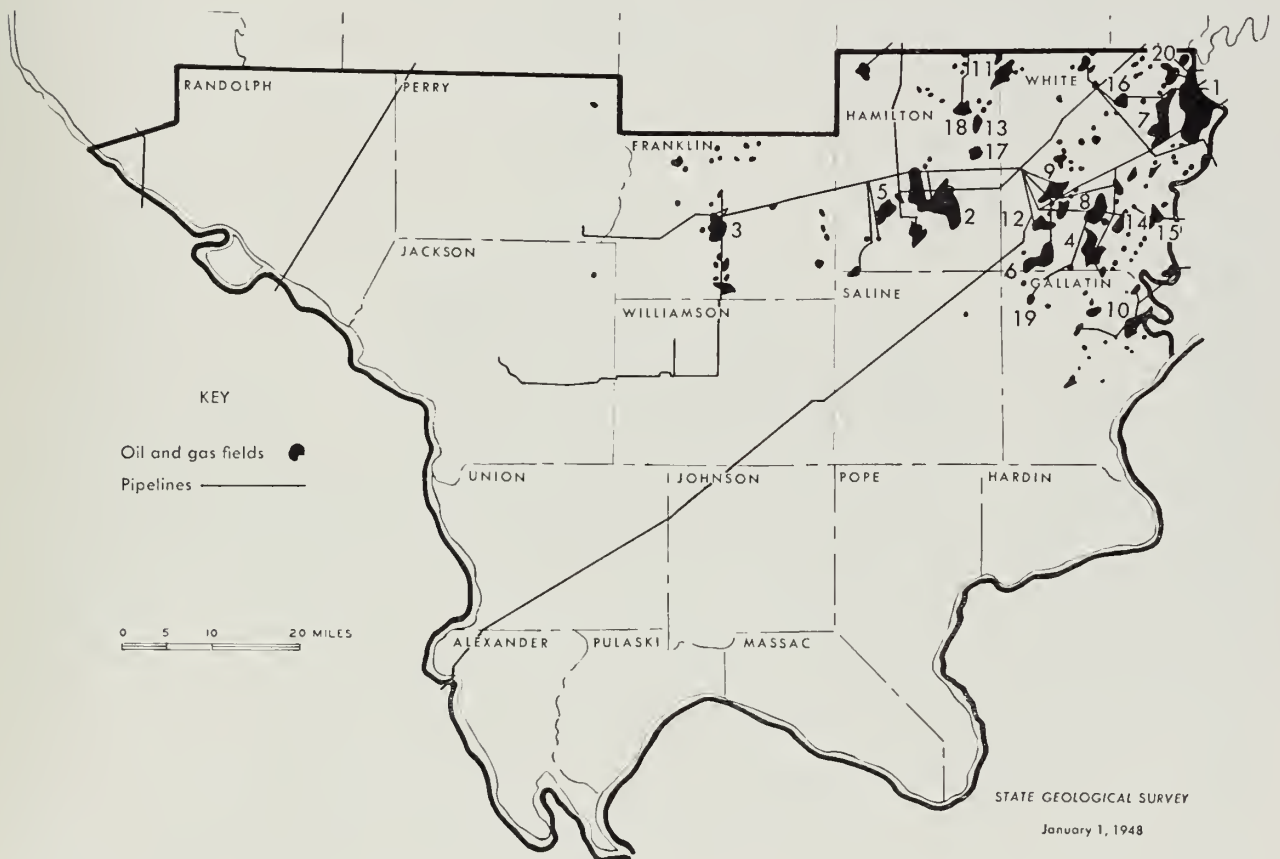 20
RANDOLPH
PERRY
11
WHITE
16
1
HAMILTON
7
18
13
FRANKLIN
17
9
5
8
3
2
12
14
15
4
JACKSON
6
SALINE
GALLATIN
WILLIAMSON
19
10
KEY
Oil and gas fields
Pipelines
UNION
JOHNSON
POPE
HARDIN
0 5 10 20 MILES
ALEXANDER
PULASKI
MASSAC
STATE GEOLOGICAL SURVEY
January 1, 1948